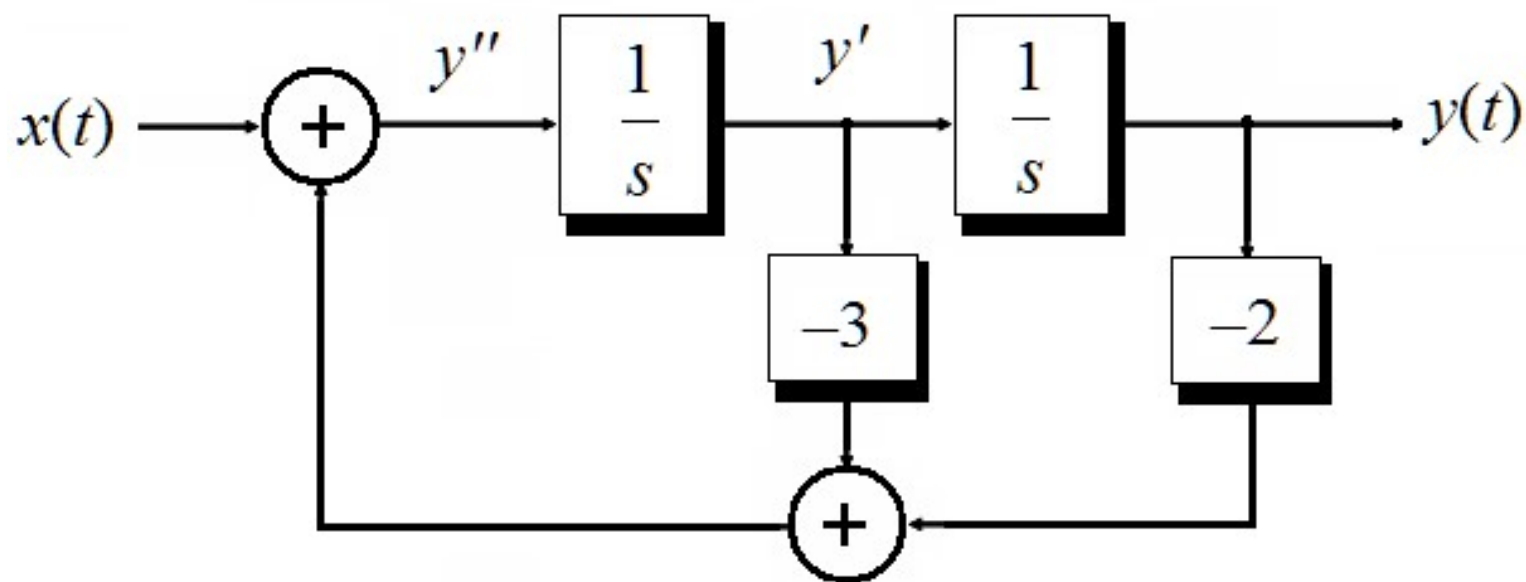 x(t)
+
y″
1
s
y′
1
s
y(t)
–3
–2
+